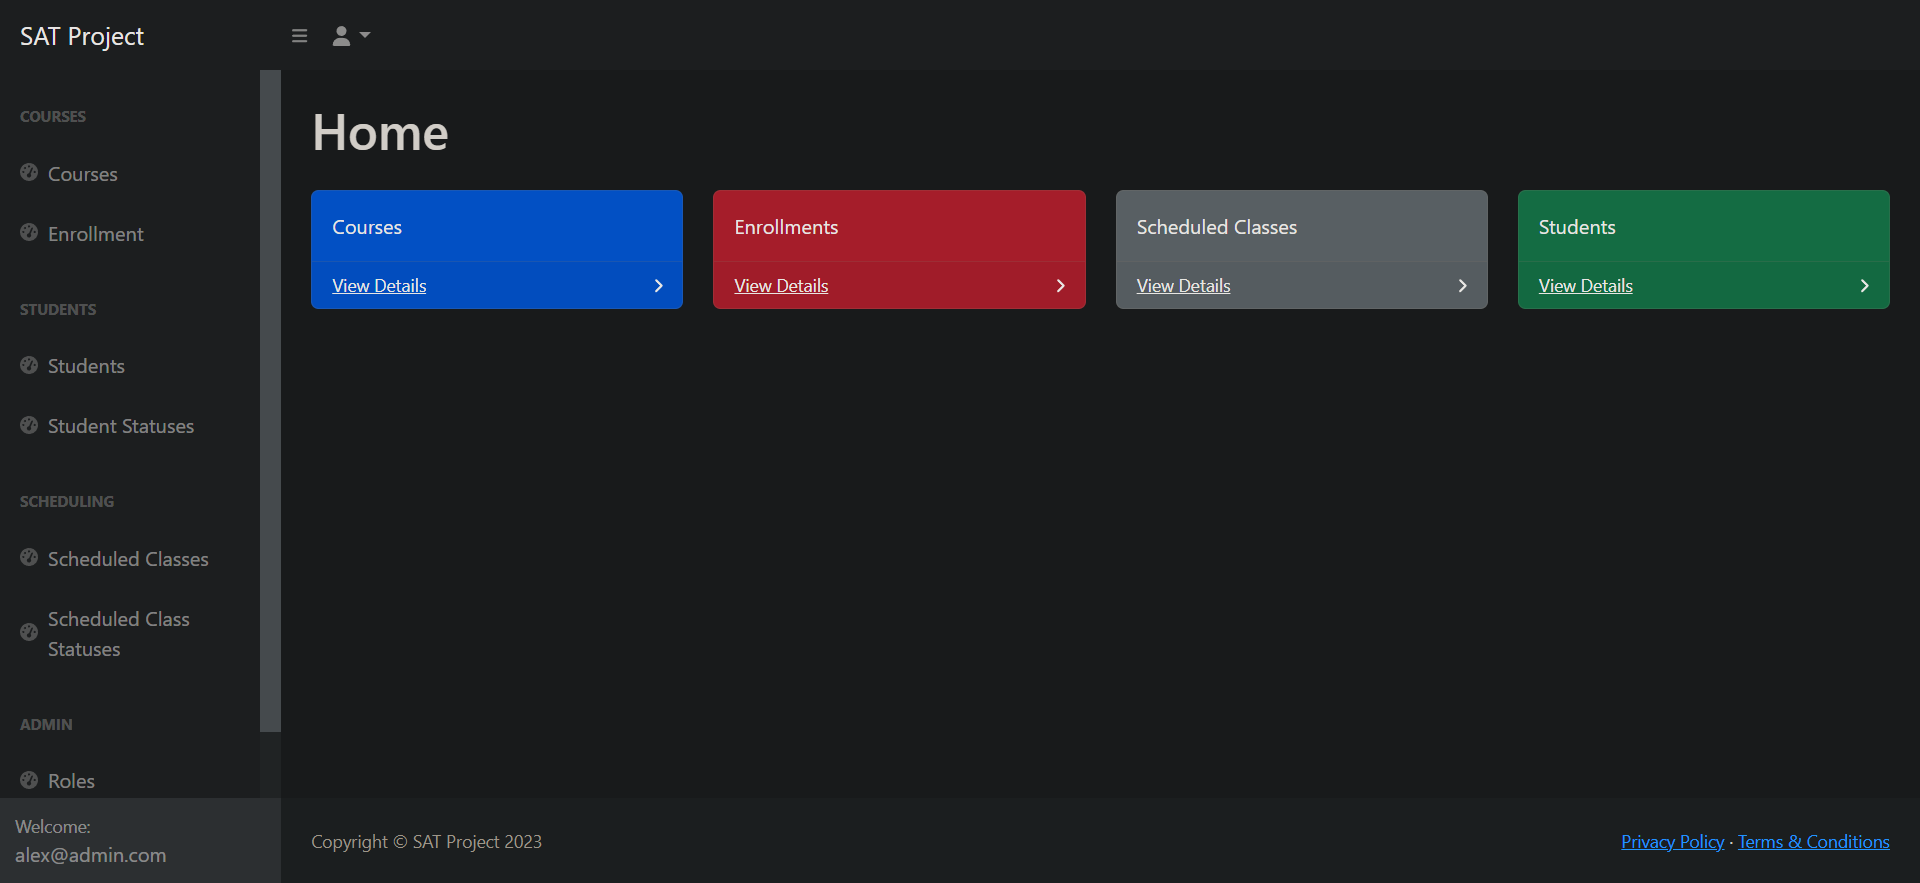 SAT Project
COURSES
Courses
Enrollment
STUDENTS
Students
Student Statuses
SCHEDULING
Scheduled Classes
Scheduled Class
Statuses
ADMIN
Roles
Welcome:
alex@admin.com
Home
Courses
View Details
Enrollments
View Details
Scheduled Classes
View Details
Students
View Details
Copyright © SAT Project 2023
Privacy Policy · Terms & Conditions